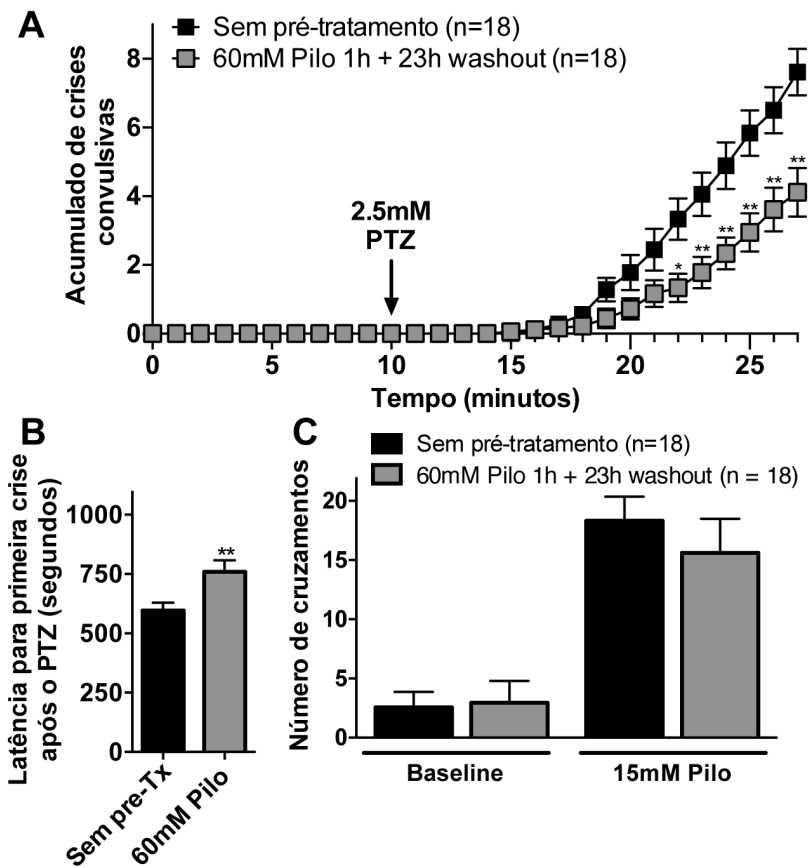 A
Sem pré-tratamento (n=18)
60mM Pilo 1h + 23h washout (n=18)
Acumulado de crises
convulsivas
8
6
4
2
0
2.5mM
PTZ
* ** ** ** ** **
0 5 10 15 20 25
Tempo (minutos)
B
Latência para primeira crise
após o PTZ (segundos)
1000
750
500
250
0
**
Sem pre-Tx
60mM Pilo
C
Sem pré-tratamento (n=18)
60mM Pilo 1h + 23h washout (n = 18)
Número de cruzamentos
20
15
10
5
0
Baseline
15mM Pilo